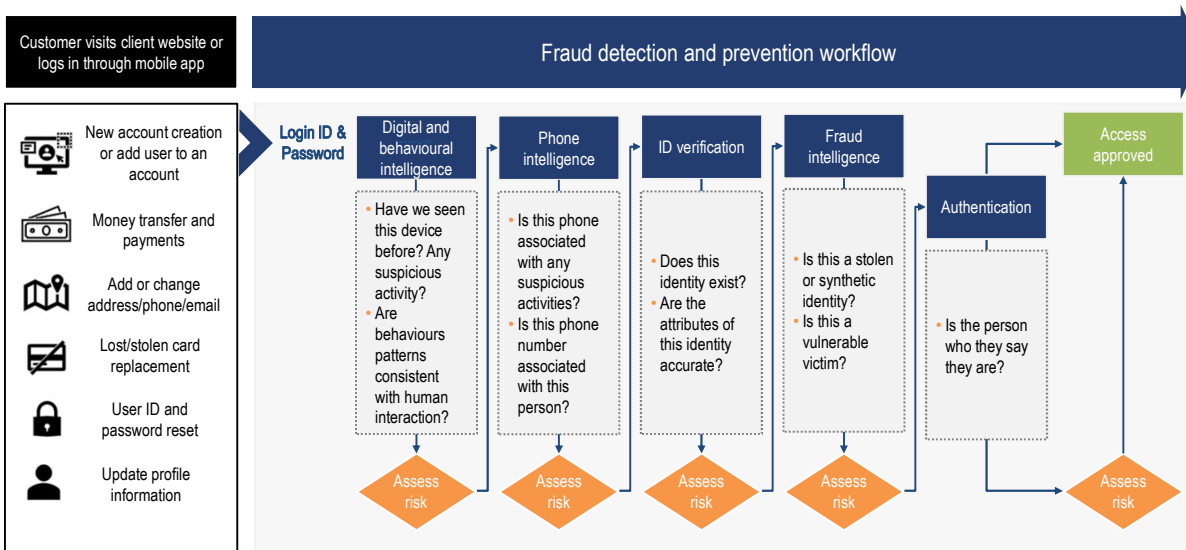 Customer visits client website or
logs in through mobile app
Fraud detection and prevention workflow
New account creation
or add user to an
account
Money transfer and
payments
Add or change
address/phone/email
Lost/stolen card
replacement
User ID and
password reset
Update profile
information
Login ID &
Password
Digital and
behavioural
intelligence
• Have we seen
this device
before? Any
suspicious
activity?
• Are
behaviours
patterns
consistent
with human
interaction?
Assess
risk
Phone
intelligence
• Is this phone
associated
with any
suspicious
activities?
• Is this phone
number
associated
with this
person?
Assess
risk
ID verification
• Does this
identity exist?
• Are the
attributes of
this identity
accurate?
Assess
risk
Fraud
intelligence
• Is this a stolen
or synthetic
identity?
• Is this a
vulnerable
victim?
Assess
risk
Authentication
• Is the person
who they say
they are?
Assess
risk
Access
approved